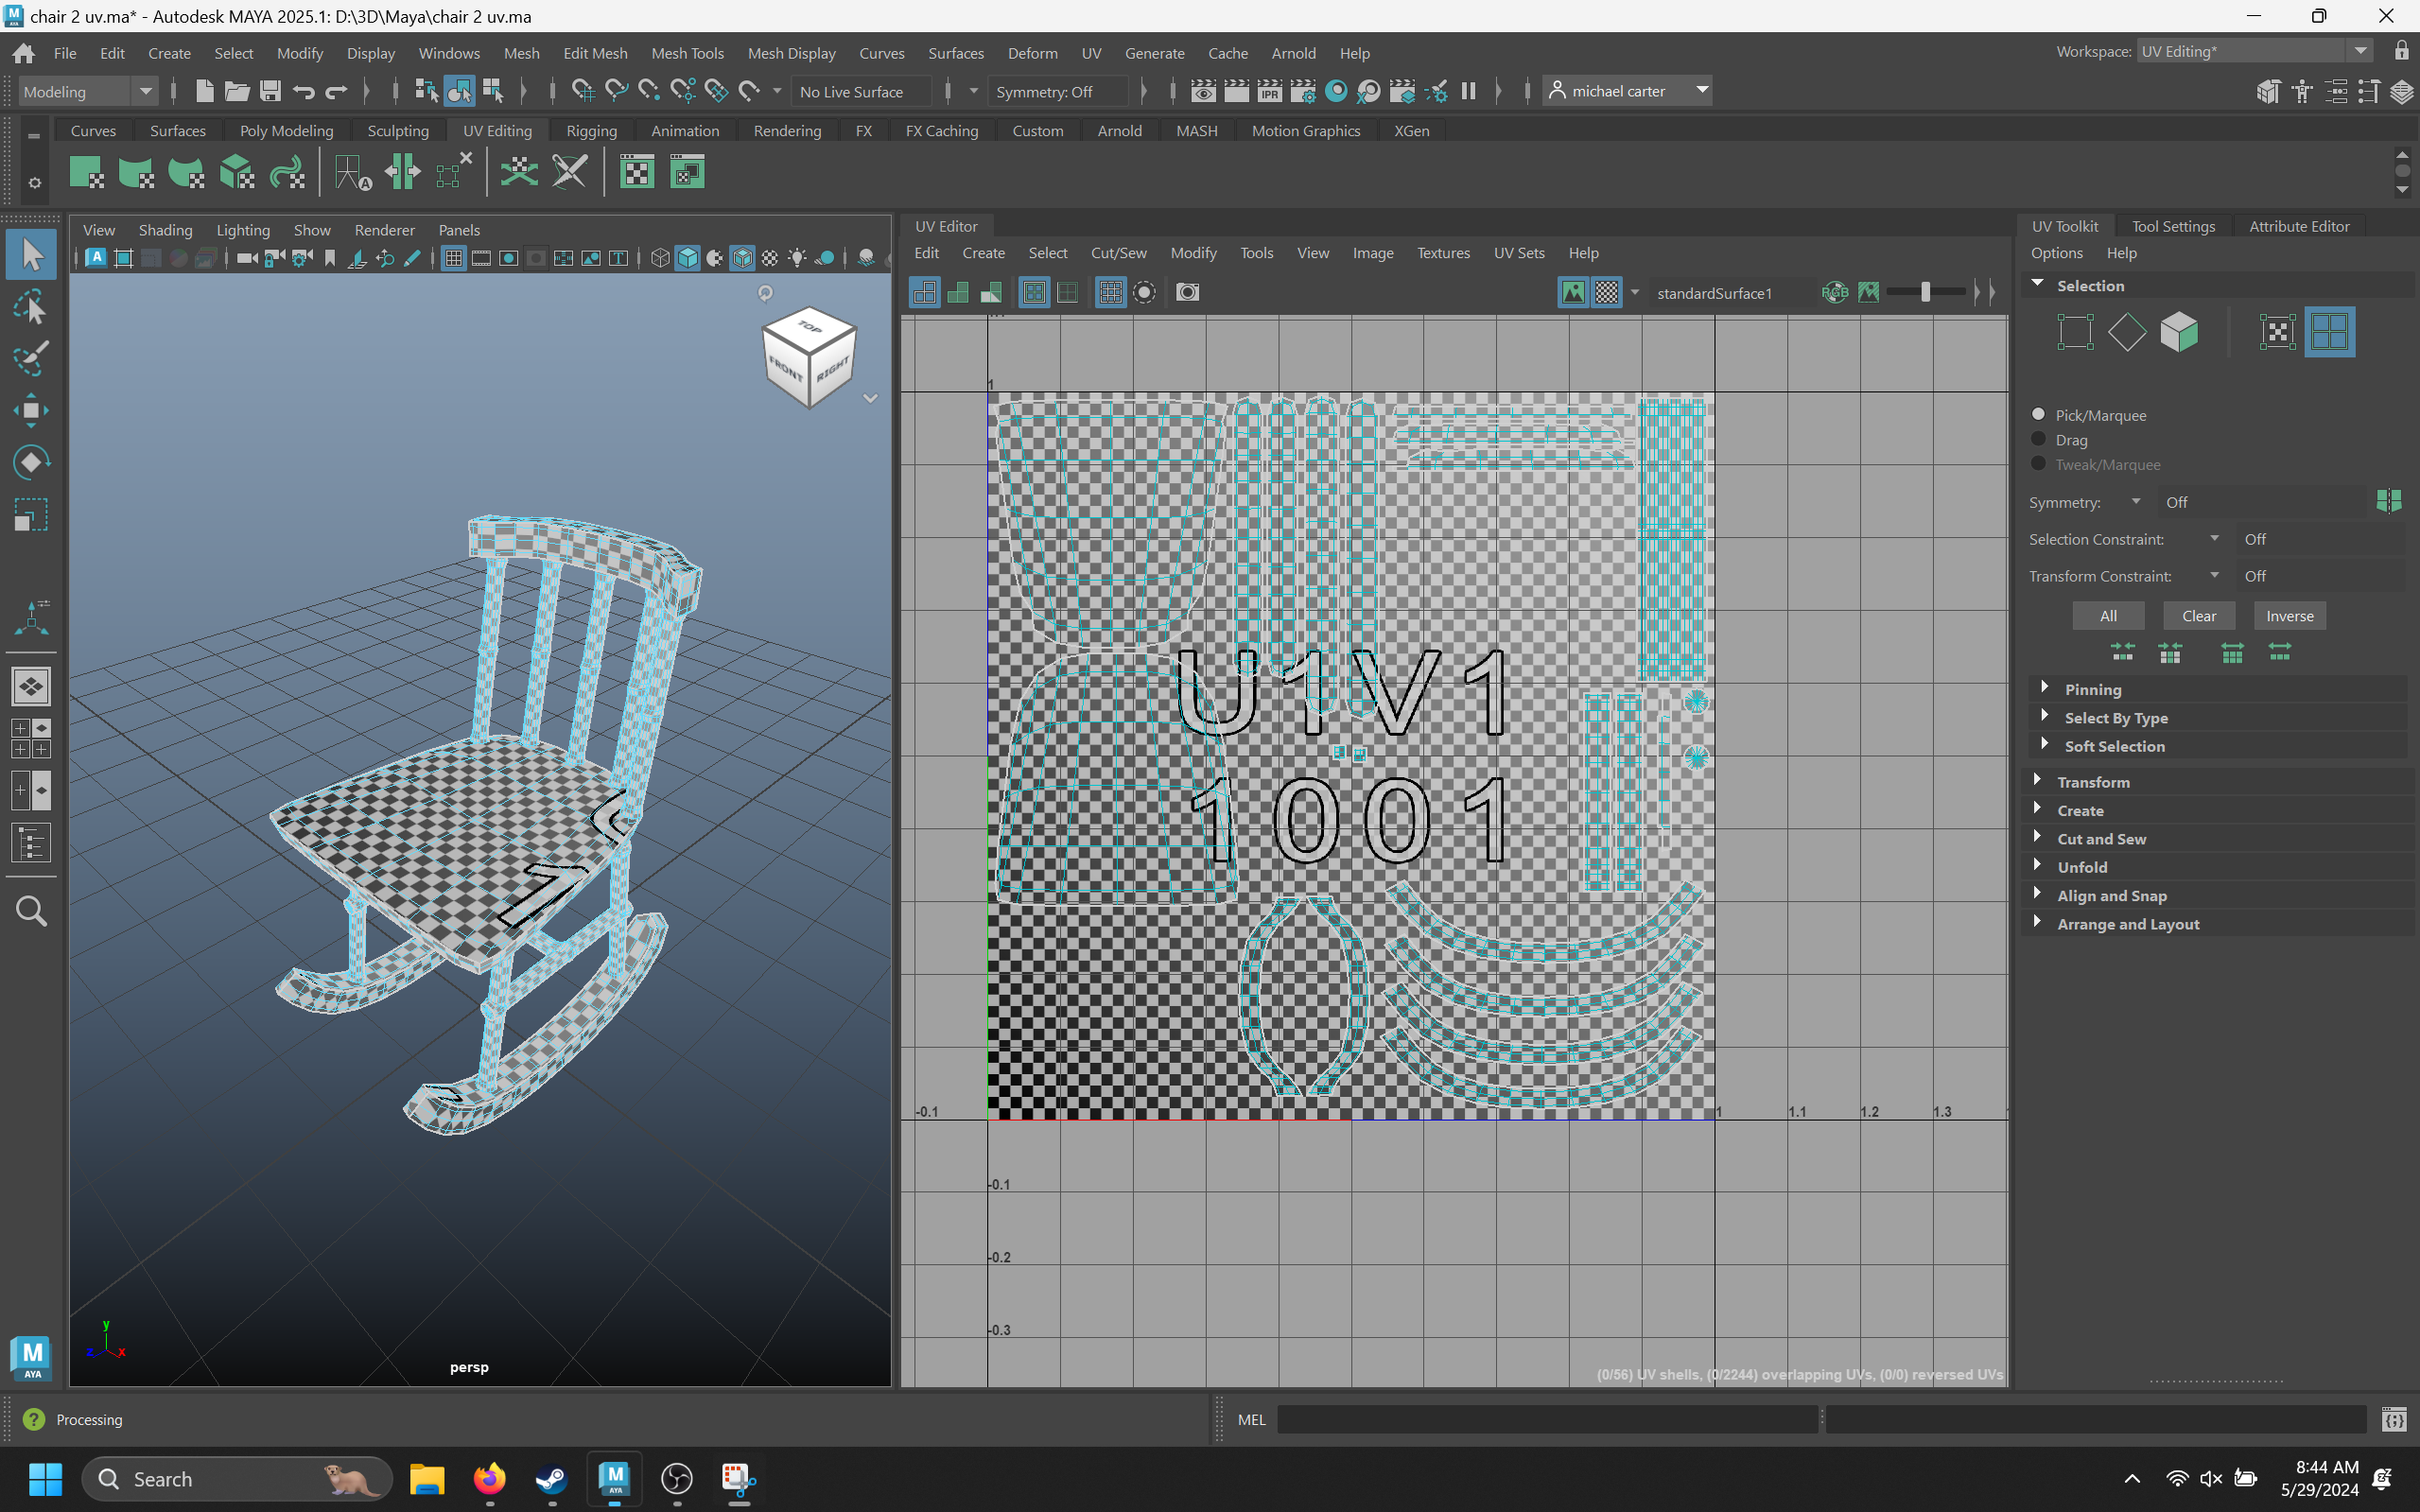 chair 2 uv.ma* - Autodesk MAYA 2025.1: D:\3D\Maya\chair 2 uv.ma
File Edit Create Select Modify Display Windows Mesh Edit Mesh Mesh Tools Mesh Display Curves Surfaces Deform UV Generate Cache Arnold Help
Workspace: UV Editing*
Modeling No Live Surface Symmetry: Off IPR michael carter
Curves Surfaces Poly Modeling Sculpting UV Editing Rigging Animation Rendering FX FX Caching Custom Arnold MASH Motion Graphics XGen
View Shading Lighting Show Renderer Panels
TOP
FRONT RIGHT
y
z x
persp
UV Editor
Edit Create Select Cut/Sew Modify Tools View Image Textures UV Sets Help
standardSurface1 RGB
1
U1V1
1001
-0.1 1 1.1 1.2 1.3
-0.1
-0.2
-0.3
(0/56) UV shells, (0/2244) overlapping UVs, (0/0) reversed UVs
UV Toolkit Tool Settings Attribute Editor
Options Help
Selection
Pick/Marquee
Drag
Tweak/Marquee
Symmetry: Off
Selection Constraint: Off
Transform Constraint: Off
All Clear Inverse
Pinning
Select By Type
Soft Selection
Transform
Create
Cut and Sew
Unfold
Align and Snap
Arrange and Layout
M
AYA
Processing
MEL
Search
8:44 AM
5/29/2024